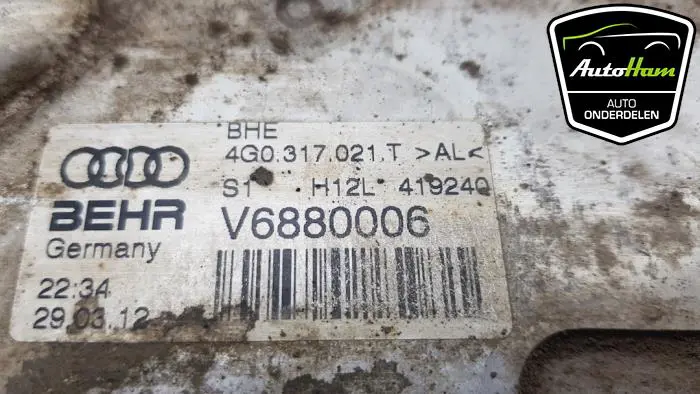 BHE
4G0.317.021.T >AL<
S1 H12L 419240
BEHR V6880006
Germany
22:34
29.03.12
AutoHam
AUTO
ONDERDELEN